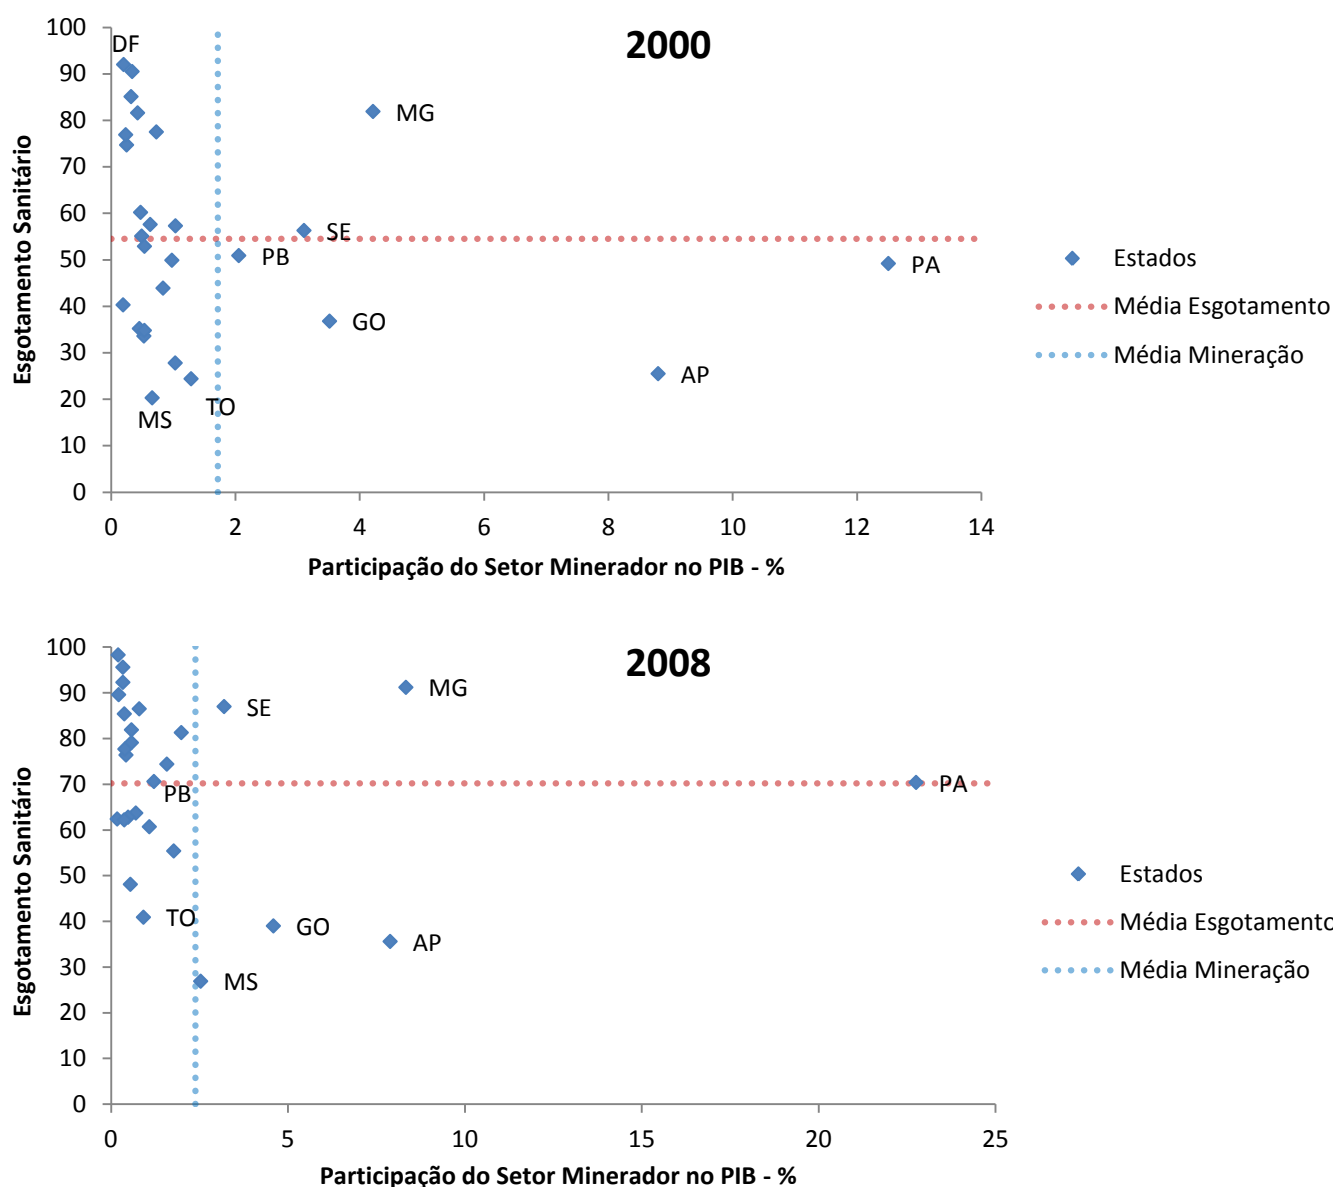 2000
Esgotamento Sanitário
100
90
80
70
60
50
40
30
20
10
0
DF
MG
SE
PB
PA
GO
AP
TO
MS
0 2 4 6 8 10 12 14
Participação do Setor Minerador no PIB - %
Estados
Média Esgotamento
Média Mineração
2008
Esgotamento Sanitário
100
90
80
70
60
50
40
30
20
10
0
MG
SE
PA
PB
TO
GO
AP
MS
0 5 10 15 20 25
Participação do Setor Minerador no PIB - %
Estados
Média Esgotamento
Média Mineração